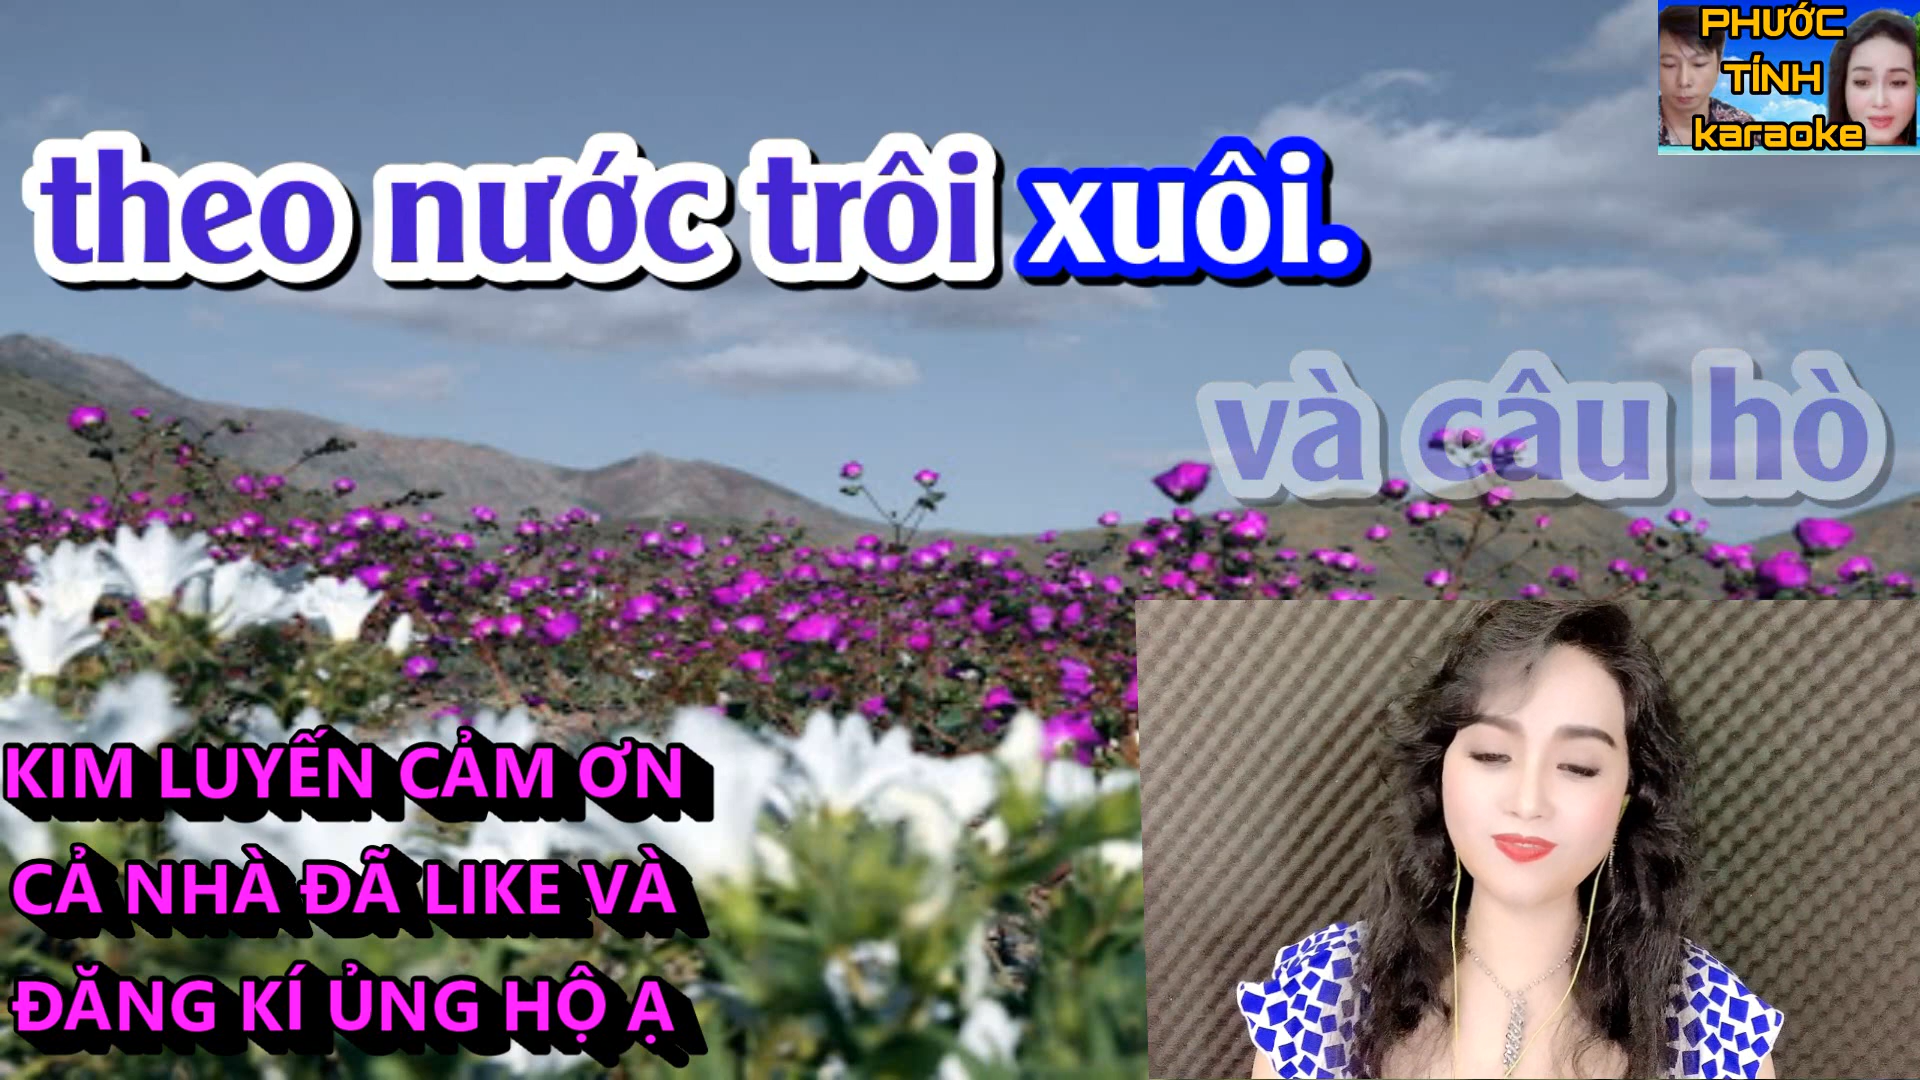 PHƯỚC
TÍNH
karaoke
theo nước trôi xuôi.
và câu hò
KIM LUYẾN CẢM ƠN
CẢ NHÀ ĐÃ LIKE VÀ
ĐĂNG KÍ ỦNG HỘ Ạ